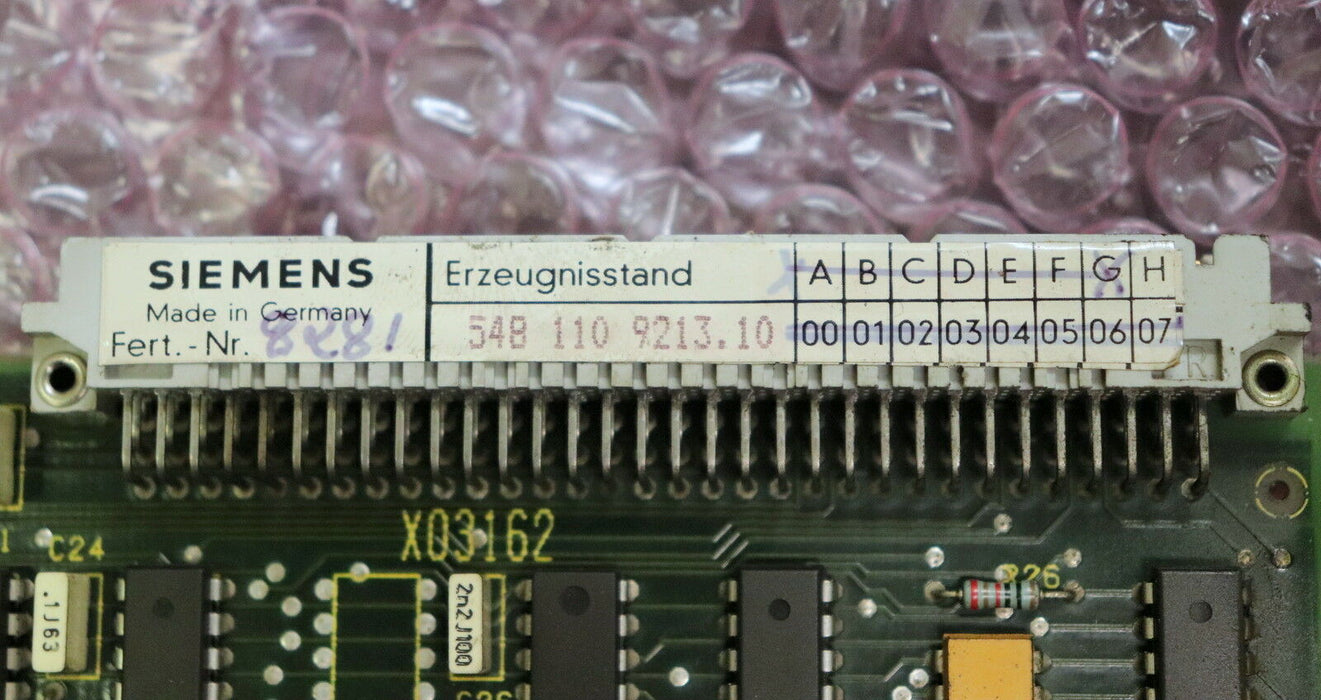 SIEMENS
Made in Germany
Fert.-Nr. 8281
Erzeugnisstand
548 110 9213.10
A B C D E F G H
00 01 02 03 04 05 06 07
R
X03162
C24
.1J63
2n2J100